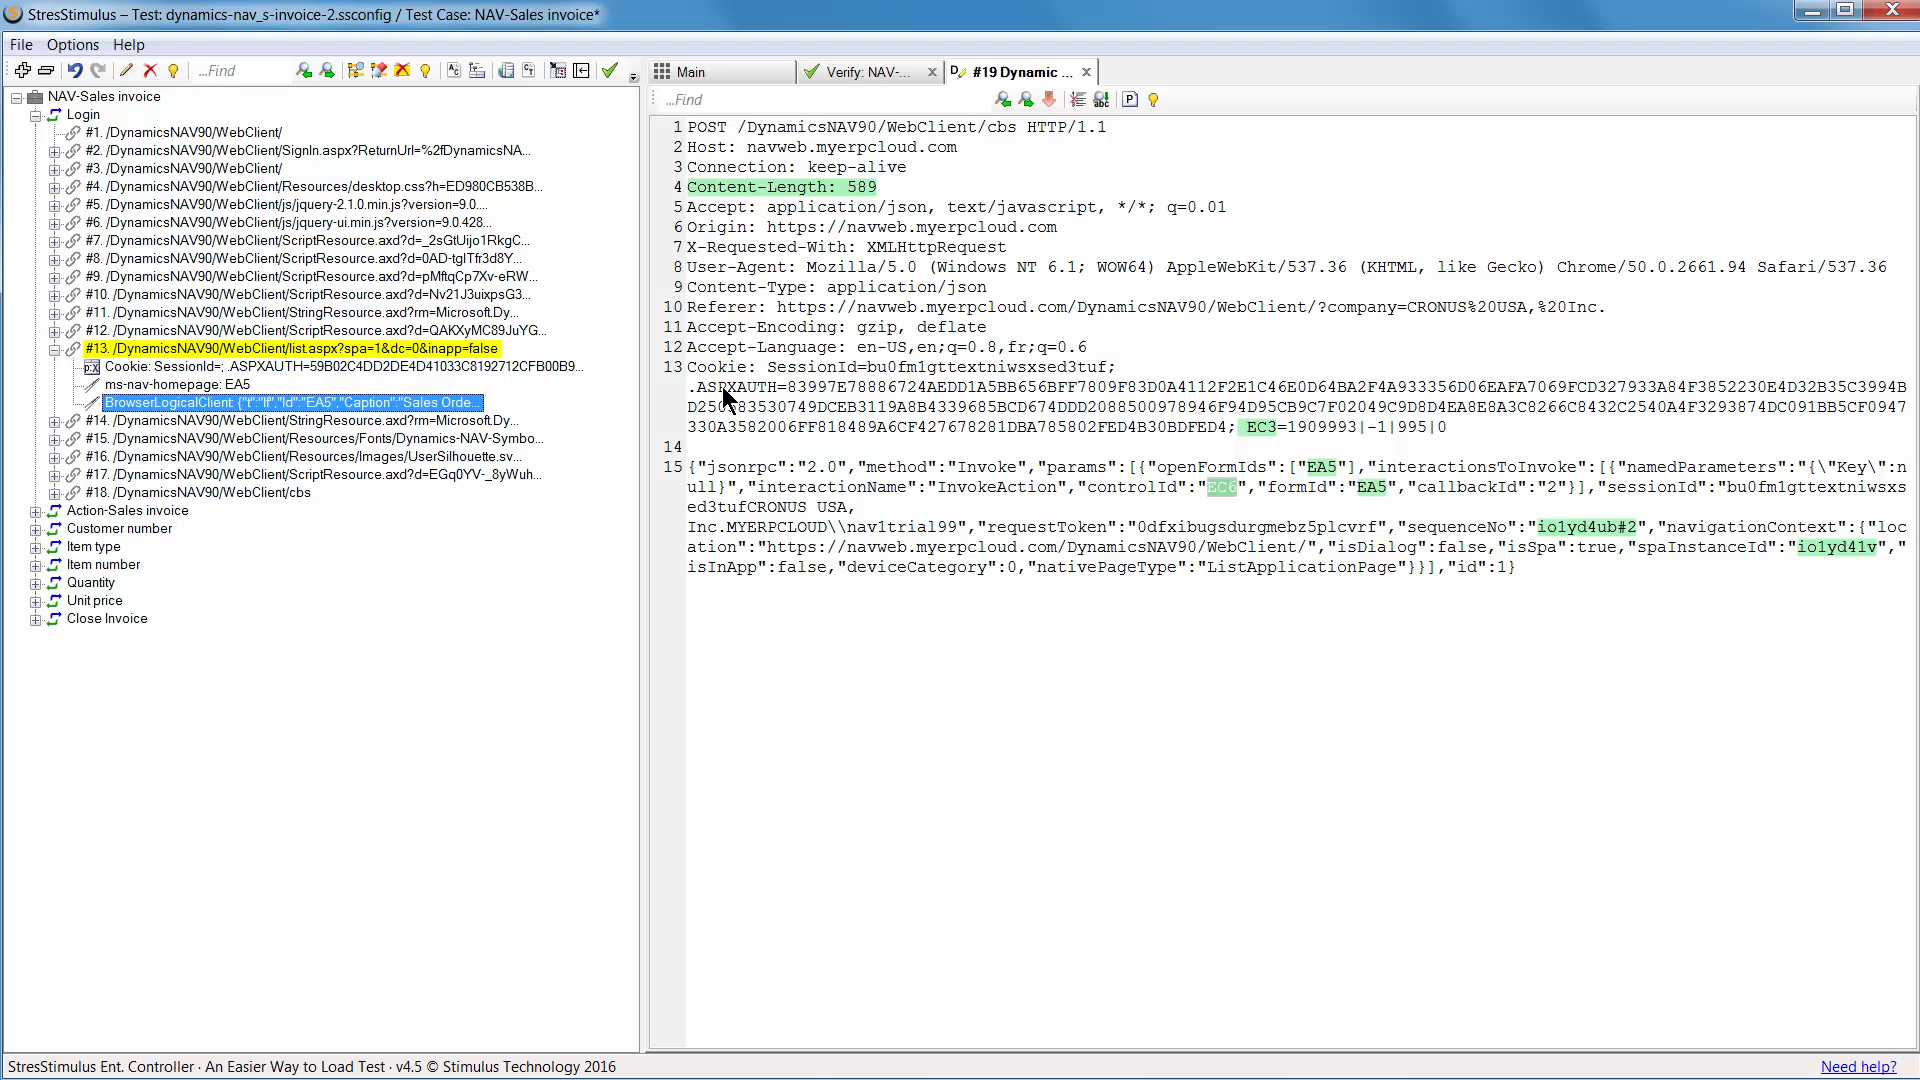 StresStimulus – Test: dynamics-nav_s-invoice-2.ssconfig / Test Case: NAV-Sales invoice*
File Options Help
...Find
Main
Verify: NAV-...
#19 Dynamic ...
...Find
NAV-Sales invoice
Login
#1. /DynamicsNAV90/WebClient/
#2. /DynamicsNAV90/WebClient/SignIn.aspx?ReturnUrl=%2fDynamicsNA...
#3. /DynamicsNAV90/WebClient/
#4. /DynamicsNAV90/WebClient/Resources/desktop.css?h=ED980CB538B...
#5. /DynamicsNAV90/WebClient/js/jquery-2.1.0.min.js?version=9.0....
#6. /DynamicsNAV90/WebClient/js/jquery-ui.min.js?version=9.0.428...
#7. /DynamicsNAV90/WebClient/ScriptResource.axd?d=_2sGtUijo1RkgC...
#8. /DynamicsNAV90/WebClient/ScriptResource.axd?d=0AD-tgITfr3d8Y...
#9. /DynamicsNAV90/WebClient/ScriptResource.axd?d=pMftqCp7Xv-eRW...
#10. /DynamicsNAV90/WebClient/ScriptResource.axd?d=Nv21J3uixpsG3...
#11. /DynamicsNAV90/WebClient/StringResource.axd?rm=Microsoft.Dy...
#12. /DynamicsNAV90/WebClient/ScriptResource.axd?d=QAKXyMC89JuYG...
#13. /DynamicsNAV90/WebClient/list.aspx?spa=1&dc=0&inapp=false
Cookie: SessionId=; .ASPXAUTH=59B02C4DD2DE4D41033C8192712CFB00B9...
ms-nav-homepage: EA5
BrowserLogicalClient: {"t":"lf","Id":"EA5","Caption":"Sales Orde...
#14. /DynamicsNAV90/WebClient/StringResource.axd?rm=Microsoft.Dy...
#15. /DynamicsNAV90/WebClient/Resources/Fonts/Dynamics-NAV-Symbo...
#16. /DynamicsNAV90/WebClient/Resources/Images/UserSilhouette.sv...
#17. /DynamicsNAV90/WebClient/ScriptResource.axd?d=EGq0YV-_8yWuh...
#18. /DynamicsNAV90/WebClient/cbs
Action-Sales invoice
Customer number
Item type
Item number
Quantity
Unit price
Close Invoice
1 POST /DynamicsNAV90/WebClient/cbs HTTP/1.1
2 Host: navweb.myerpcloud.com
3 Connection: keep-alive
4 Content-Length: 589
5 Accept: application/json, text/javascript, */*; q=0.01
6 Origin: https://navweb.myerpcloud.com
7 X-Requested-With: XMLHttpRequest
8 User-Agent: Mozilla/5.0 (Windows NT 6.1; WOW64) AppleWebKit/537.36 (KHTML, like Gecko) Chrome/50.0.2661.94 Safari/537.36
9 Content-Type: application/json
10 Referer: https://navweb.myerpcloud.com/DynamicsNAV90/WebClient/?company=CRONUS%20USA,%20Inc.
11 Accept-Encoding: gzip, deflate
12 Accept-Language: en-US,en;q=0.8,fr;q=0.6
13 Cookie: SessionId=bu0fm1gttextniwsxsed3tuf;
.ASPXAUTH=83997E78886724AEDD1A5BB656BFF7809F83D0A4112F2E1C46E0D64BA2F4A933356D06EAFA0769FCD327933A84F3852230E4D32B35C3994B
83530749DCEB3119A8B4339685BCD674DDD2088500978946F94D95CB9C7F02049C9D8D4EA8E8A3C8266C8432C2540A4F3293874DC091BB5CF0947
330A3582006FF818489A6CF427678281DBA785802FED4B30BDFED4; EC3=1909993|-1|995|0
14
15 {"jsonrpc":"2.0","method":"Invoke","params":[{"openFormIds":["EA5"],"interactionsToInvoke":[{"namedParameters":"{\"Key\":n
ull}","interactionName":"InvokeAction","controlId":"EC6","formId":"EA5","callbackId":"2"}],"sessionId":"bu0fm1gttextniwsxs
ed3tufCRONUS USA,
Inc.MYERPCLOUD\\nav1trial99","requestToken":"0dfxibugsdurgmebz5plcvrf","sequenceNo":"io1yd4ub#2","navigationContext":{"loc
ation":"https://navweb.myerpcloud.com/DynamicsNAV90/WebClient/","isDialog":false,"isSpa":true,"spaInstanceId":"io1yd41v","
isInApp":false,"deviceCategory":0,"nativePageType":"ListApplicationPage"}}],"id":1}
StresStimulus Ent. Controller · An Easier Way to Load Test · v4.5 © Stimulus Technology 2016
Need help?